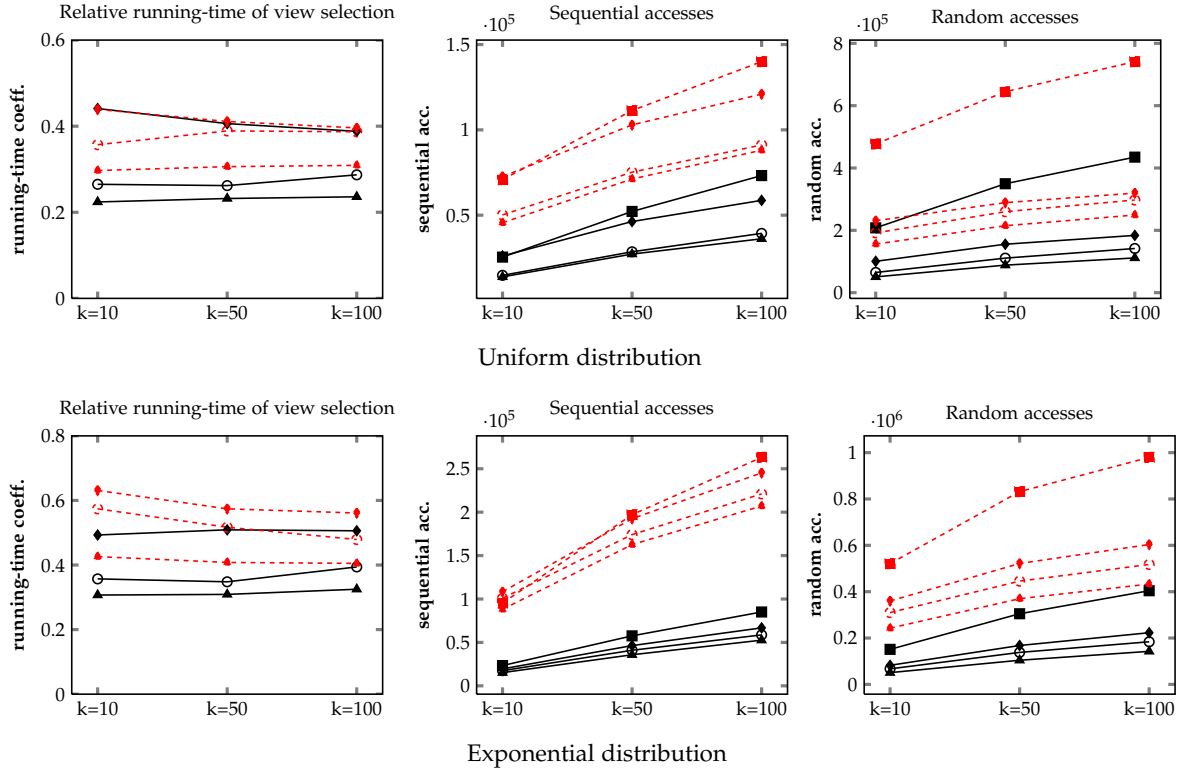 Relative running-time of view selection
Sequential accesses
Random accesses
running-time coeff.
0.6
0.4
0.2
0
k=10
k=50
k=100
sequential acc.
·10^5
1.5
1
0.5
k=10
k=50
k=100
random acc.
·10^5
8
6
4
2
0
k=10
k=50
k=100
Uniform distribution
Relative running-time of view selection
Sequential accesses
Random accesses
running-time coeff.
0.8
0.6
0.4
0.2
0
k=10
k=50
k=100
sequential acc.
·10^5
2.5
2
1.5
1
0.5
0
k=10
k=50
k=100
random acc.
·10^6
1
0.8
0.6
0.4
0.2
0
k=10
k=50
k=100
Exponential distribution